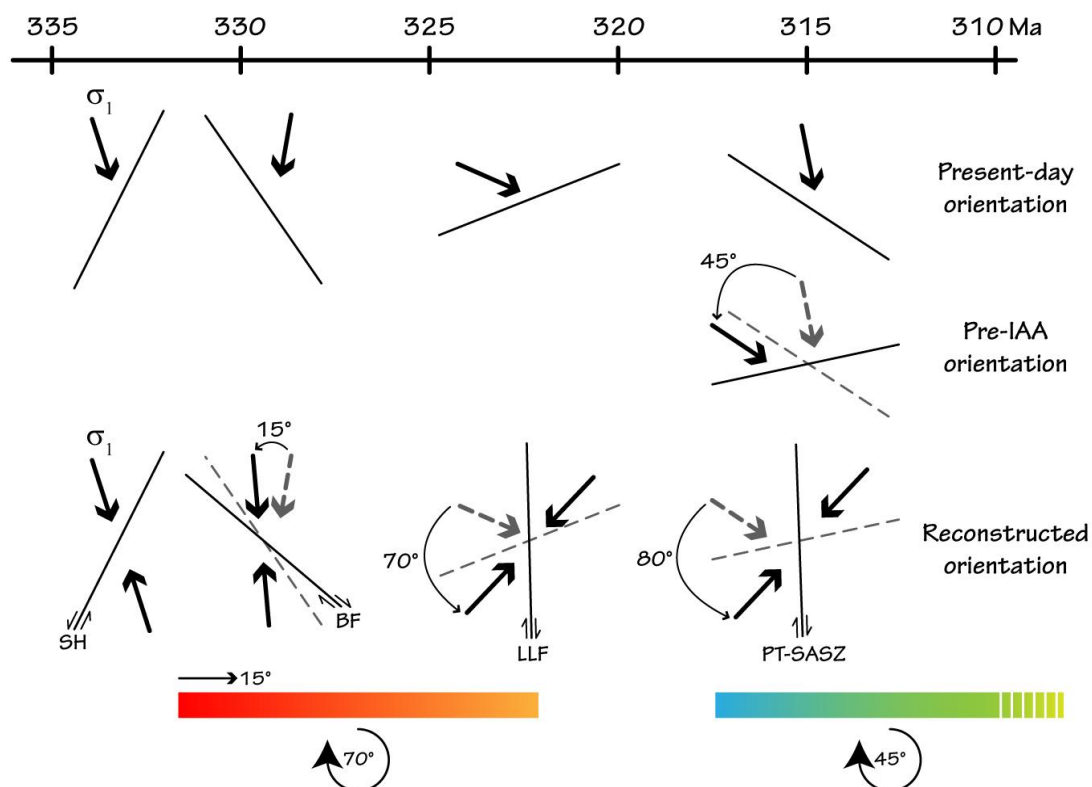 335 330 325 320 315 310 Ma
σ1
Present-day
orientation
45°
Pre-IAA
orientation
σ1
15°
70°
80°
Reconstructed
orientation
SH
BF
LLF
PT-SASZ
15°
70°
45°